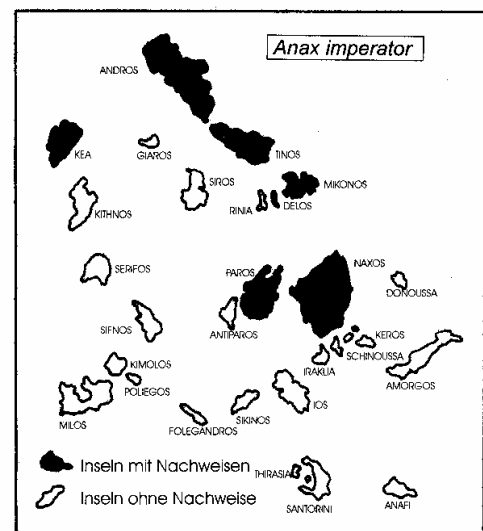 Anax imperator
ANDROS
KEA
GIAROS
TINOS
SIROS
MIKONOS
RINIA
DELOS
KITHNOS
SERIFOS
PAROS
NAXOS
DONOUSSA
SIFNOS
ANTIPAROS
KEROS
SCHINOUSSA
IRAKLIA
AMORGOS
KIMOLOS
POLIEGOS
MILOS
FOLEGANDROS
SIKINOS
IOS
Inseln mit Nachweisen
THIRASIA
Inseln ohne Nachweise
SANTORINI
ANAFI